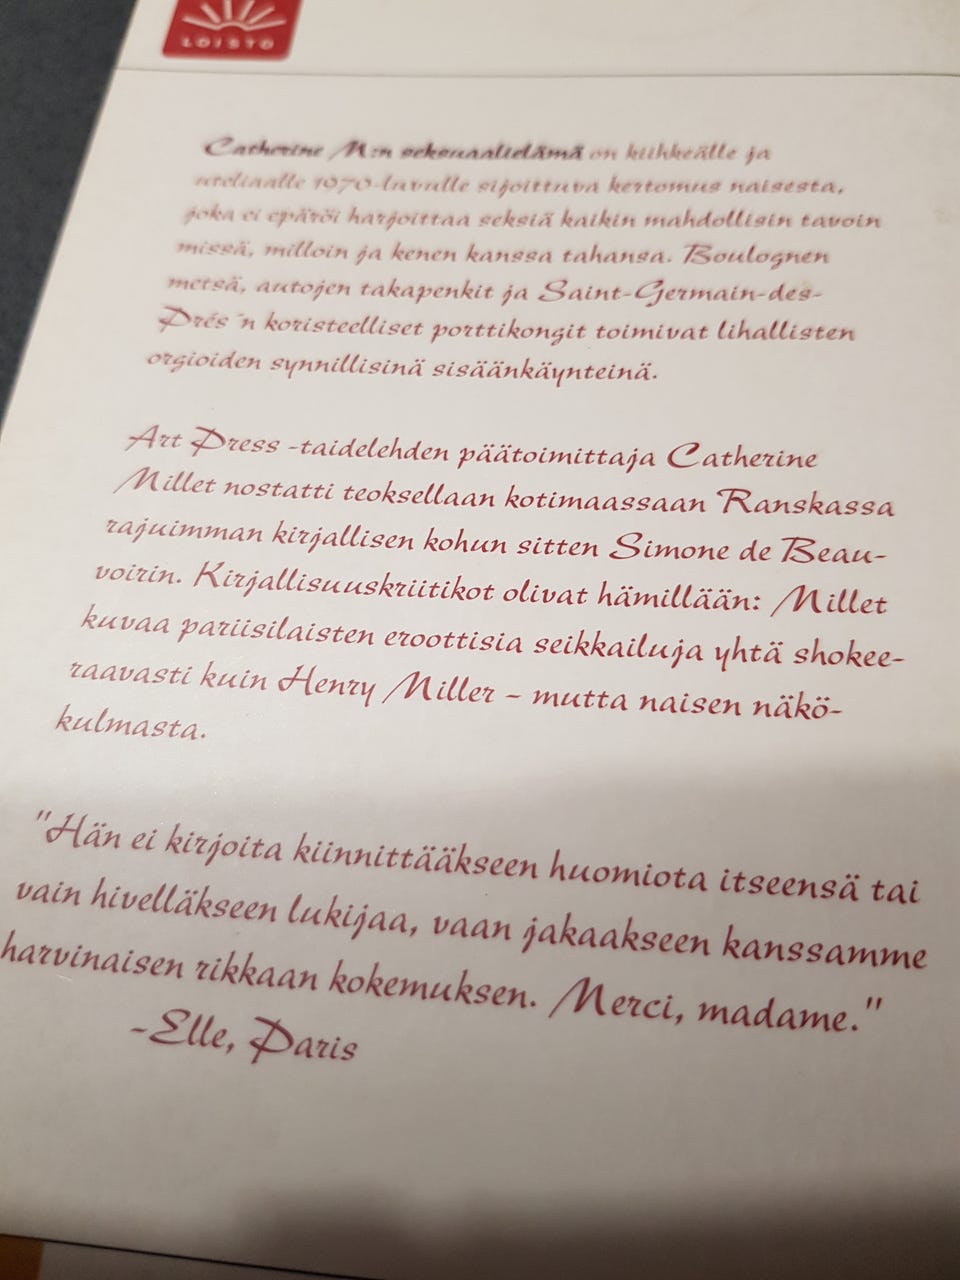 LOISTO
Catherine M:n seksuaalielämä on kiihkeälle ja
uteliaalle 1970-luvulle sijoittuva kertomus naisesta,
joka ei epäröi harjoittaa seksiä kaikin mahdollisin tavoin
missä, milloin ja kenen kanssa tahansa. Boulognen
metsä, autojen takapenkit ja Saint-Germain-des-
Prés´n koristeelliset porttikongit toimivat lihallisten
orgioiden synnillisinä sisäänkäynteinä.
Art Press -taidelehden päätoimittaja Catherine
Millet nostatti teoksellaan kotimaassaan Ranskassa
rajuimman kirjallisen kohun sitten Simone de Beau-
voirin. Kirjallisuuskriitikot olivat hämillään: Millet
kuvaa pariisilaisten eroottisia seikkailuja yhtä shokee-
raavasti kuin Henry Miller – mutta naisen näkö-
kulmasta.
"Hän ei kirjoita kiinnittääkseen huomiota itseensä tai
vain hivelläkseen lukijaa, vaan jakaakseen kanssamme
harvinaisen rikkaan kokemuksen. Merci, madame."
-Elle, Paris